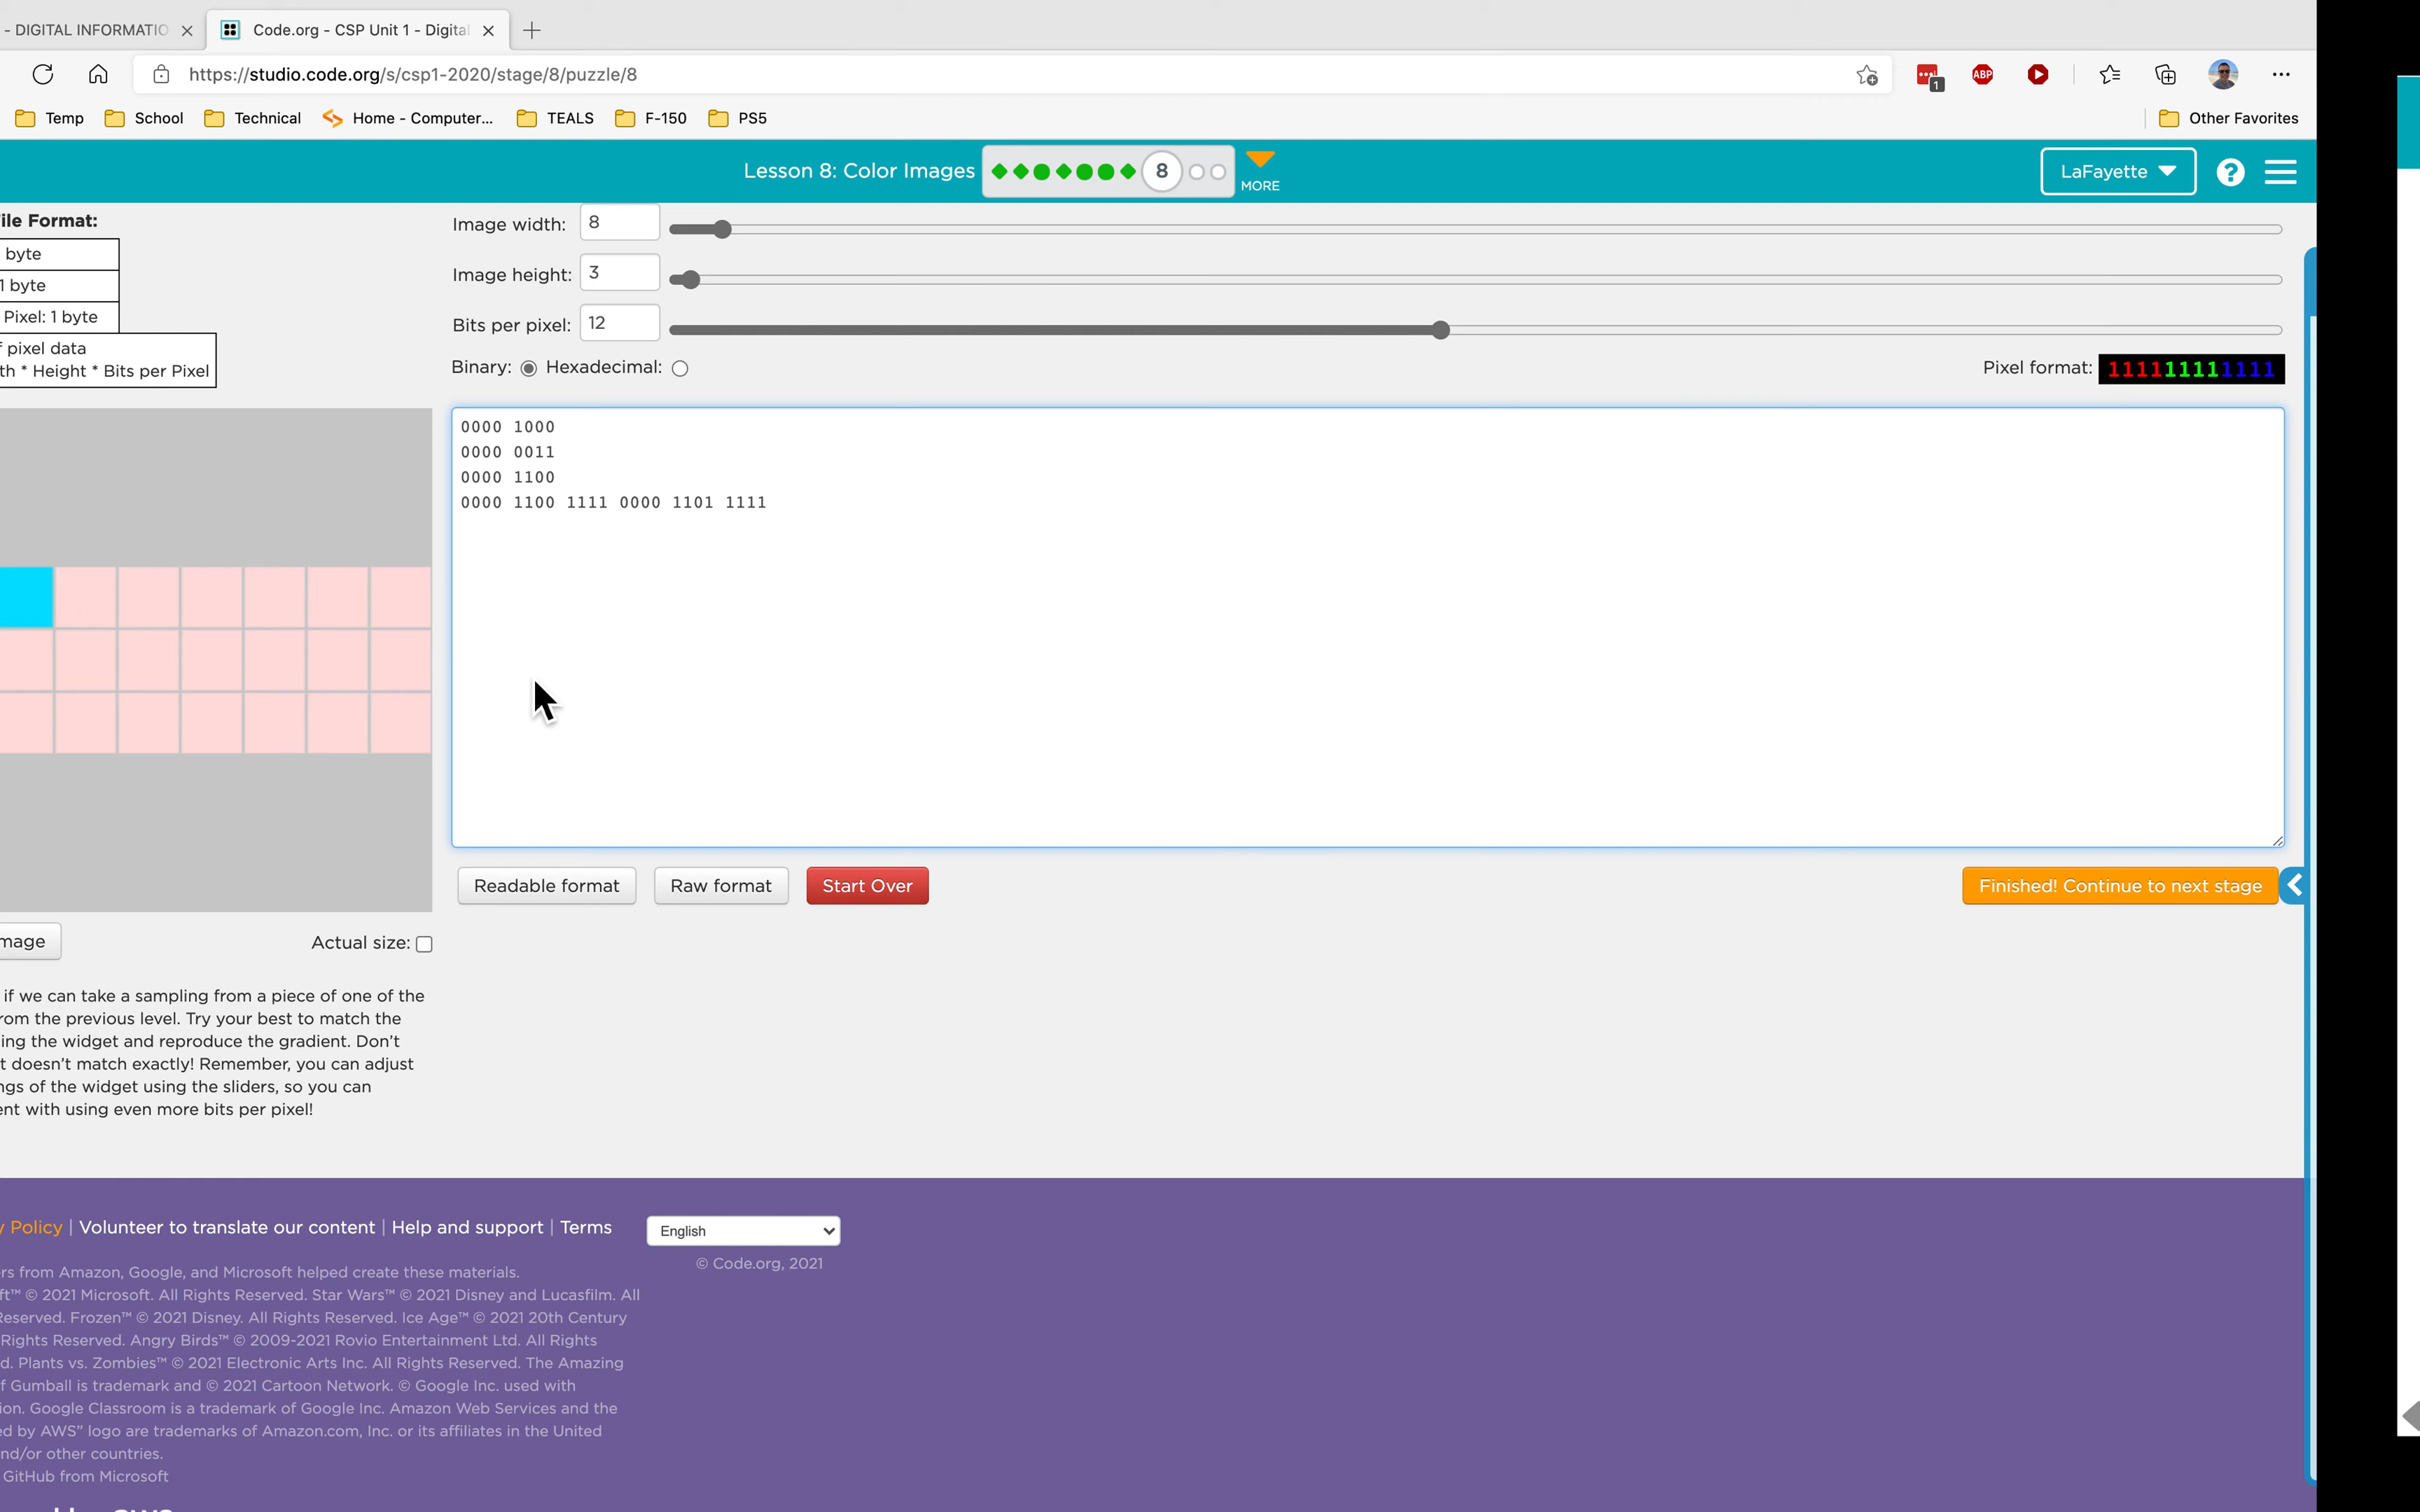 - DIGITAL INFORMATIO
Code.org - CSP Unit 1 - Digital
https://studio.code.org/s/csp1-2020/stage/8/puzzle/8
ABP
1
Temp School Technical Home - Computer... TEALS F-150 PS5 Other Favorites
Lesson 8: Color Images 8 MORE LaFayette ?
ile Format:
byte
1 byte
Pixel: 1 byte
f pixel data
th * Height * Bits per Pixel
Image width: 8
Image height: 3
Bits per pixel: 12
Binary: Hexadecimal: Pixel format: 111111111111
0000 1000
0000 0011
0000 1100
0000 1100 1111 0000 1101 1111
Readable format Raw format Start Over Finished! Continue to next stage
mage Actual size:
if we can take a sampling from a piece of one of the
rom the previous level. Try your best to match the
ing the widget and reproduce the gradient. Don't
t doesn't match exactly! Remember, you can adjust
ngs of the widget using the sliders, so you can
ent with using even more bits per pixel!
y Policy | Volunteer to translate our content | Help and support | Terms English
© Code.org, 2021
rs from Amazon, Google, and Microsoft helped create these materials.
ft™ © 2021 Microsoft. All Rights Reserved. Star Wars™ © 2021 Disney and Lucasfilm. All
Reserved. Frozen™ © 2021 Disney. All Rights Reserved. Ice Age™ © 2021 20th Century
Rights Reserved. Angry Birds™ © 2009-2021 Rovio Entertainment Ltd. All Rights
d. Plants vs. Zombies™ © 2021 Electronic Arts Inc. All Rights Reserved. The Amazing
f Gumball is trademark and © 2021 Cartoon Network. © Google Inc. used with
ion. Google Classroom is a trademark of Google Inc. Amazon Web Services and the
ed by AWS" logo are trademarks of Amazon.com, Inc. or its affiliates in the United
nd/or other countries.
GitHub from Microsoft